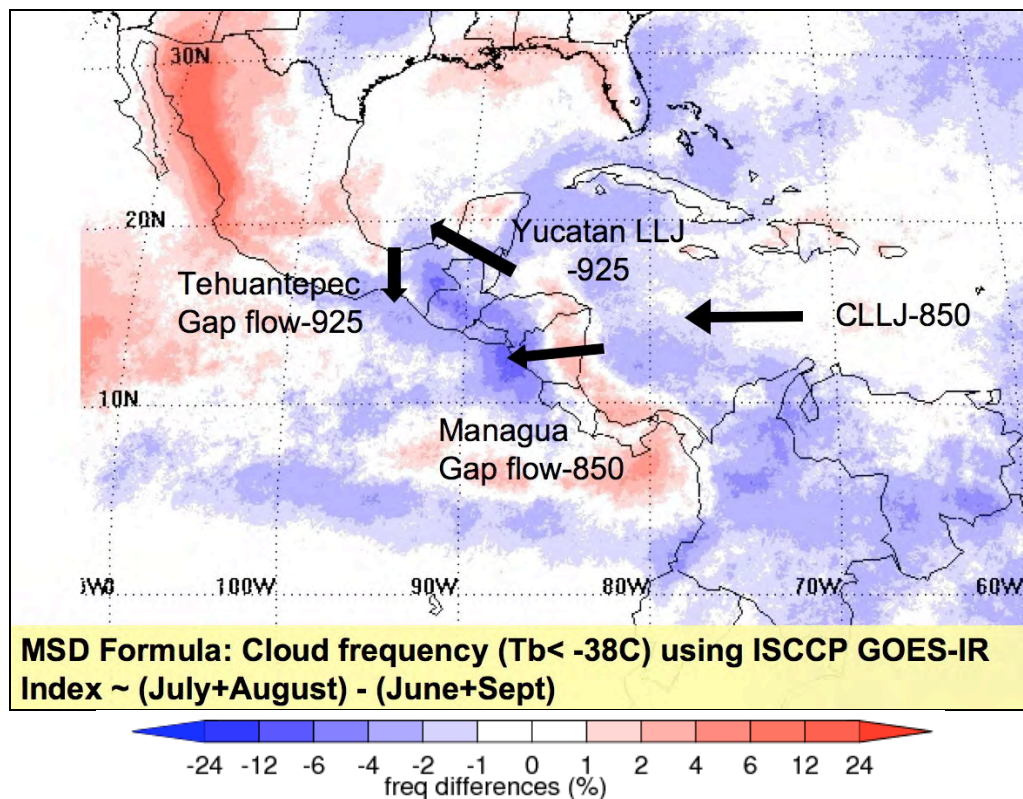 30N
20N
Yucatan LLJ
-925
Tehuantepec
Gap flow-925
CLLJ-850
10N
Managua
Gap flow-850
100W
90W
80W
70W
60W
MSD Formula: Cloud frequency (Tb< -38C) using ISCCP GOES-IR
Index ~ (July+August) - (June+Sept)
-24 -12 -6 -4 -2 -1 0 1 2 4 6 12 24
freq differences (%)